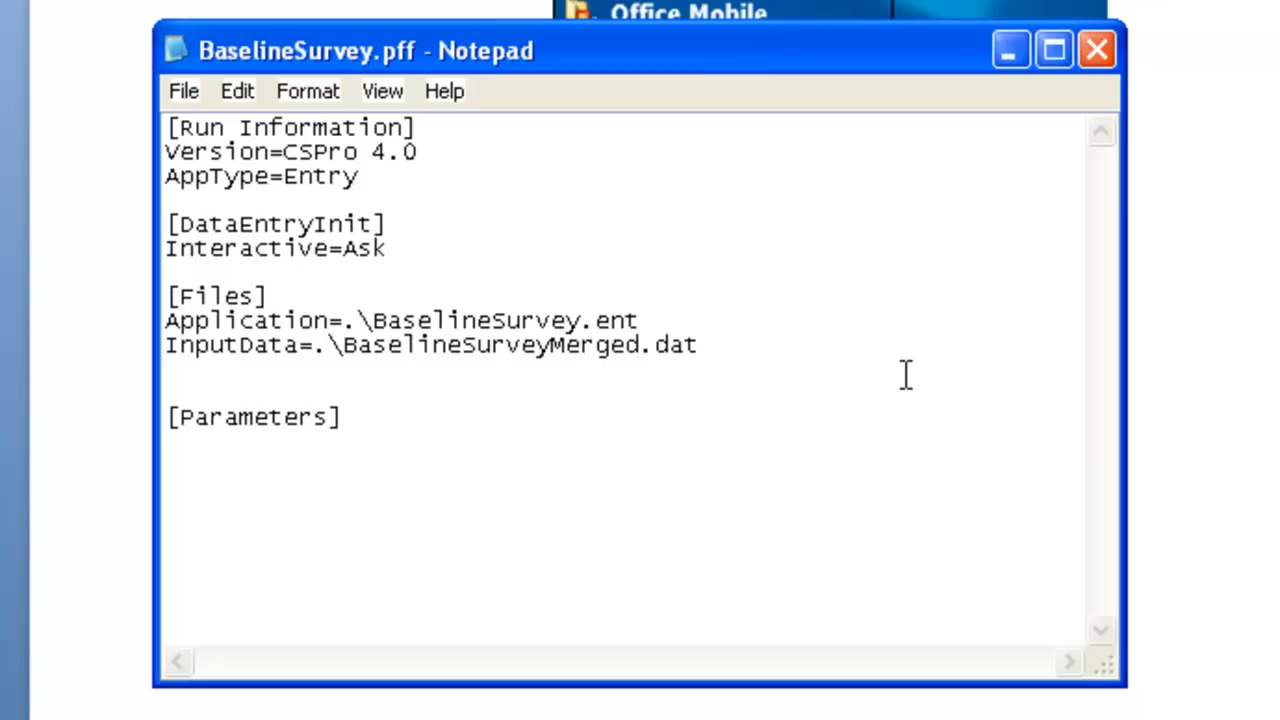 Office Mobile
BaselineSurvey.pff - Notepad
File Edit Format View Help
[Run Information]
Version=CSPro 4.0
AppType=Entry
[DataEntryInit]
Interactive=Ask
[Files]
Application=.\BaselineSurvey.ent
InputData=.\BaselineSurveyMerged.dat
[Parameters]